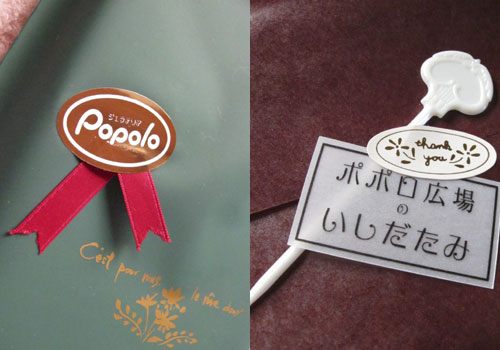 ジェラテリア
Popolo
C'est pour
thank
you
ポポロ広場
の
いしだたみ